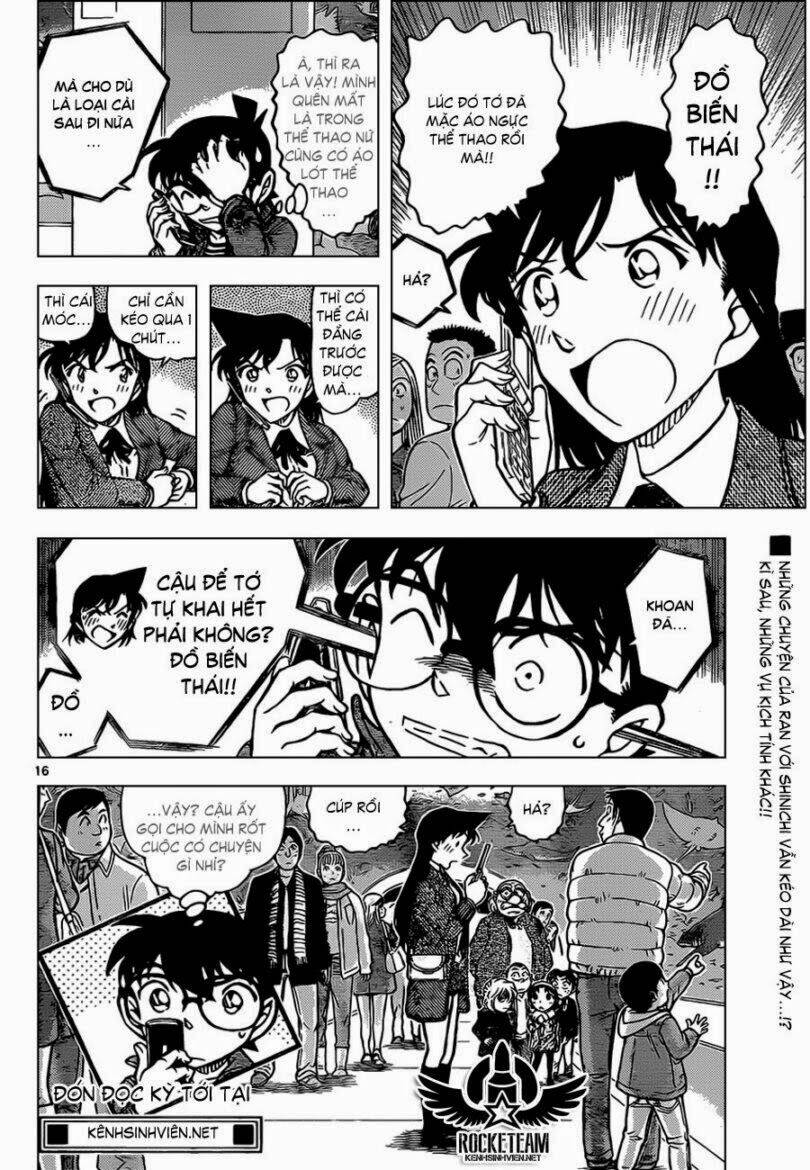 ĐỒ
BIẾN
THÁI
!!
LÚC ĐÓ TỚ ĐÃ
MẶC ÁO NGỰC
THỂ THAO RỒI
MÀ!!
HẢ?
À, THÌ RA
LÀ VẬY! MÌNH
QUÊN MẤT
LÀ TRONG
THỂ THAO NỮ
CŨNG CÓ ÁO
LÓT THỂ
THAO
...
MÀ CHO DÙ
LÀ LOẠI CÀI
SAU ĐI NỮA
...
THÌ CÓ
THỂ CÀI
ĐẰNG
TRƯỚC
ĐƯỢC
MÀ...
CHỈ CẦN
KÉO QUA 1
CHÚT...
THÌ CÁI
MÓC...
KHOAN
ĐÃ...
CẬU ĐỂ TỚ
TỰ KHAI HẾT
PHẢI KHÔNG?
ĐỒ BIẾN
THÁI!!
ĐỒ
...
16
HẢ?
CÚP RỒI
...
...VẬY? CẬU ẤY
GỌI CHO MÌNH RỐT
CUỘC CÓ CHUYỆN
GÌ NHỈ?
NHỮNG CHUYỆN CỦA RAN VỚI SHINICHI VẪN KÉO DÀI NHƯ VẬY....!?
KÌ SAU, NHỮNG VỤ KỊCH TÍNH KHÁC!!
ĐÓN ĐỌC KỲ TỚI TẠI
KÊNHSINHVIÊN.NET
ROCKETEAM
KENHSINHVIEN.NET